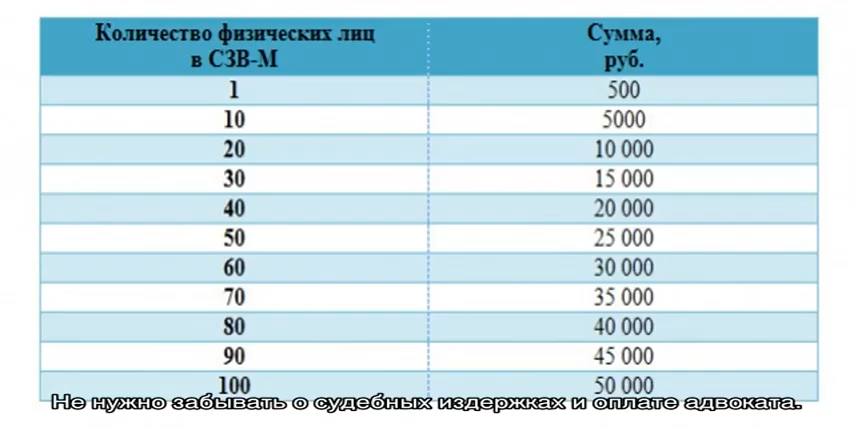 Количество физических лиц в СЗВ-М Сумма, руб.
1 500
10 5000
20 10 000
30 15 000
40 20 000
50 25 000
60 30 000
70 35 000
80 40 000
90 45 000
100 50 000
Не нужно забывать о судебных издержках и оплате адвоката.